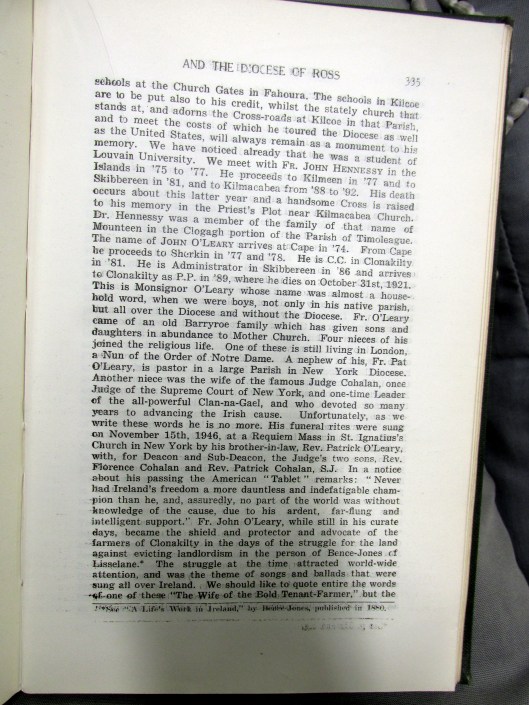 AND THE DIOCESE OF ROSS 335
schools at the Church Gates in Fahoura. The schools in Kilcoe
are to be put also to his credit, whilst the stately church that
stands at, and adorns the Cross-roads at Kilcoe in that Parish,
and to meet the costs of which he toured the Diocese as well
as the United States, will always remain as a monument to his
memory. We have noticed already that he was a student of
Louvain University. We meet with FR. JOHN HENNESSY in the
Islands in '75 to '77. He proceeds to Kilmeen in '77 and to
Skibbereen in '81, and to Kilmacabea from '88 to '92. His death
occurs about this latter year and a handsome Cross is raised
to his memory in the Priest's Plot near Kilmacabea Church.
Dr. Hennessy was a member of the family of that name of
Mounteen in the Clogagh portion of the Parish of Timoleague.
The name of JOHN O'LEARY arrives at Cape in '74. From Cape
he proceeds to Sherkin in '77 and '78. He is C.C. in Clonakilty
in '81. He is Administrator in Skibbereen in '86 and arrives
to Clonakilty as P.P. in '89, where he dies on October 31st, 1921.
This is Monsignor O'Leary whose name was almost a house-
hold word, when we were boys, not only in his native parish,
but all over the Diocese and without the Diocese. Fr. O'Leary
came of an old Barryroe family which has given sons and
daughters in abundance to Mother Church. Four nieces of his
joined the religious life. One of these is still living in London,
a Nun of the Order of Notre Dame. A nephew of his, Fr. Pat
O'Leary, is pastor in a large Parish in New York Diocese.
Another niece was the wife of the famous Judge Cohalan, once
Judge of the Supreme Court of New York, and one-time Leader
of the all-powerful Clan-na-Gael, and who devoted so many
years to advancing the Irish cause. Unfortunately, as we
write these words he is no more. His funeral rites were sung
on November 15th, 1946, at a Requiem Mass in St. Ignatius's
Church in New York by his brother-in-law, Rev. Patrick O'Leary,
with, for Deacon and Sub-Deacon, the Judge's two sons, Rev.
Florence Cohalan and Rev. Patrick Cohalan, S.J. In a notice
about his passing the American "Tablet" remarks: "Never
had Ireland's freedom a more dauntless and indefatigable cham-
pion than he, and, assuredly, no part of the world was without
knowledge of the cause, due to his ardent, far-flung and
intelligent support." Fr. John O'Leary, while still in his curate
days, became the shield and protector and advocate of the
farmers of Clonakilty in the days of the struggle for the land
against evicting landlordism in the person of Bence-Jones of
Lisselane.* The struggle at the time attracted world-wide
attention, and was the theme of songs and ballads that were
sung all over Ireland. We should like to quote entire the words
of one of these "The Wife of the Bold Tenant-Farmer," but the
*See "A Life's Work in Ireland," by Bence-Jones, published in 1880.